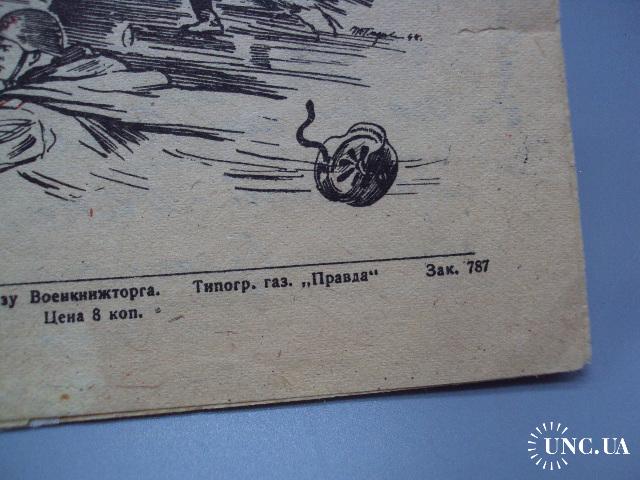 зу Военкнижторга. Типогр. газ. „Правда“ Зак. 787
Цена 8 коп.
UNC.UA